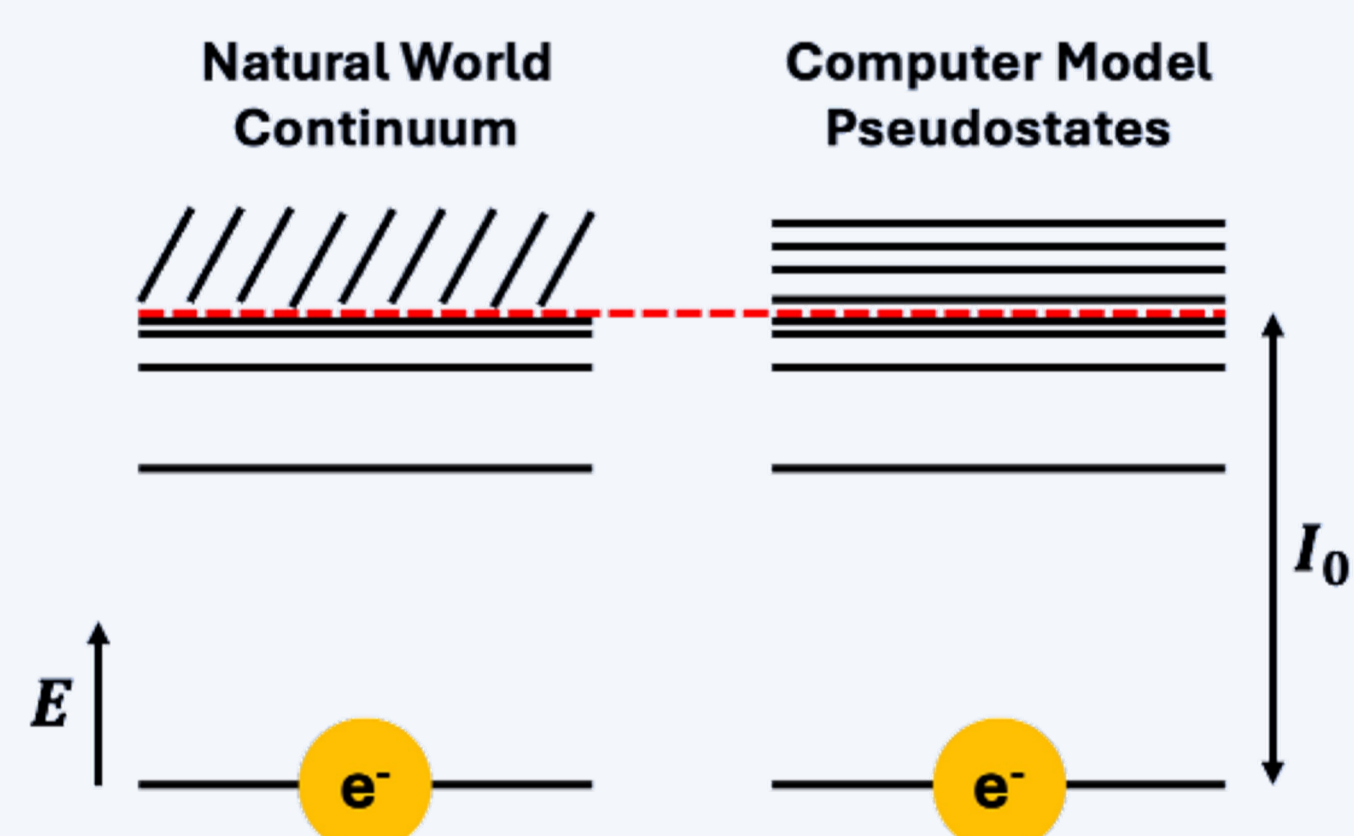 Natural World
Continuum
Computer Model
Pseudostates
I₀
E
e⁻
e⁻